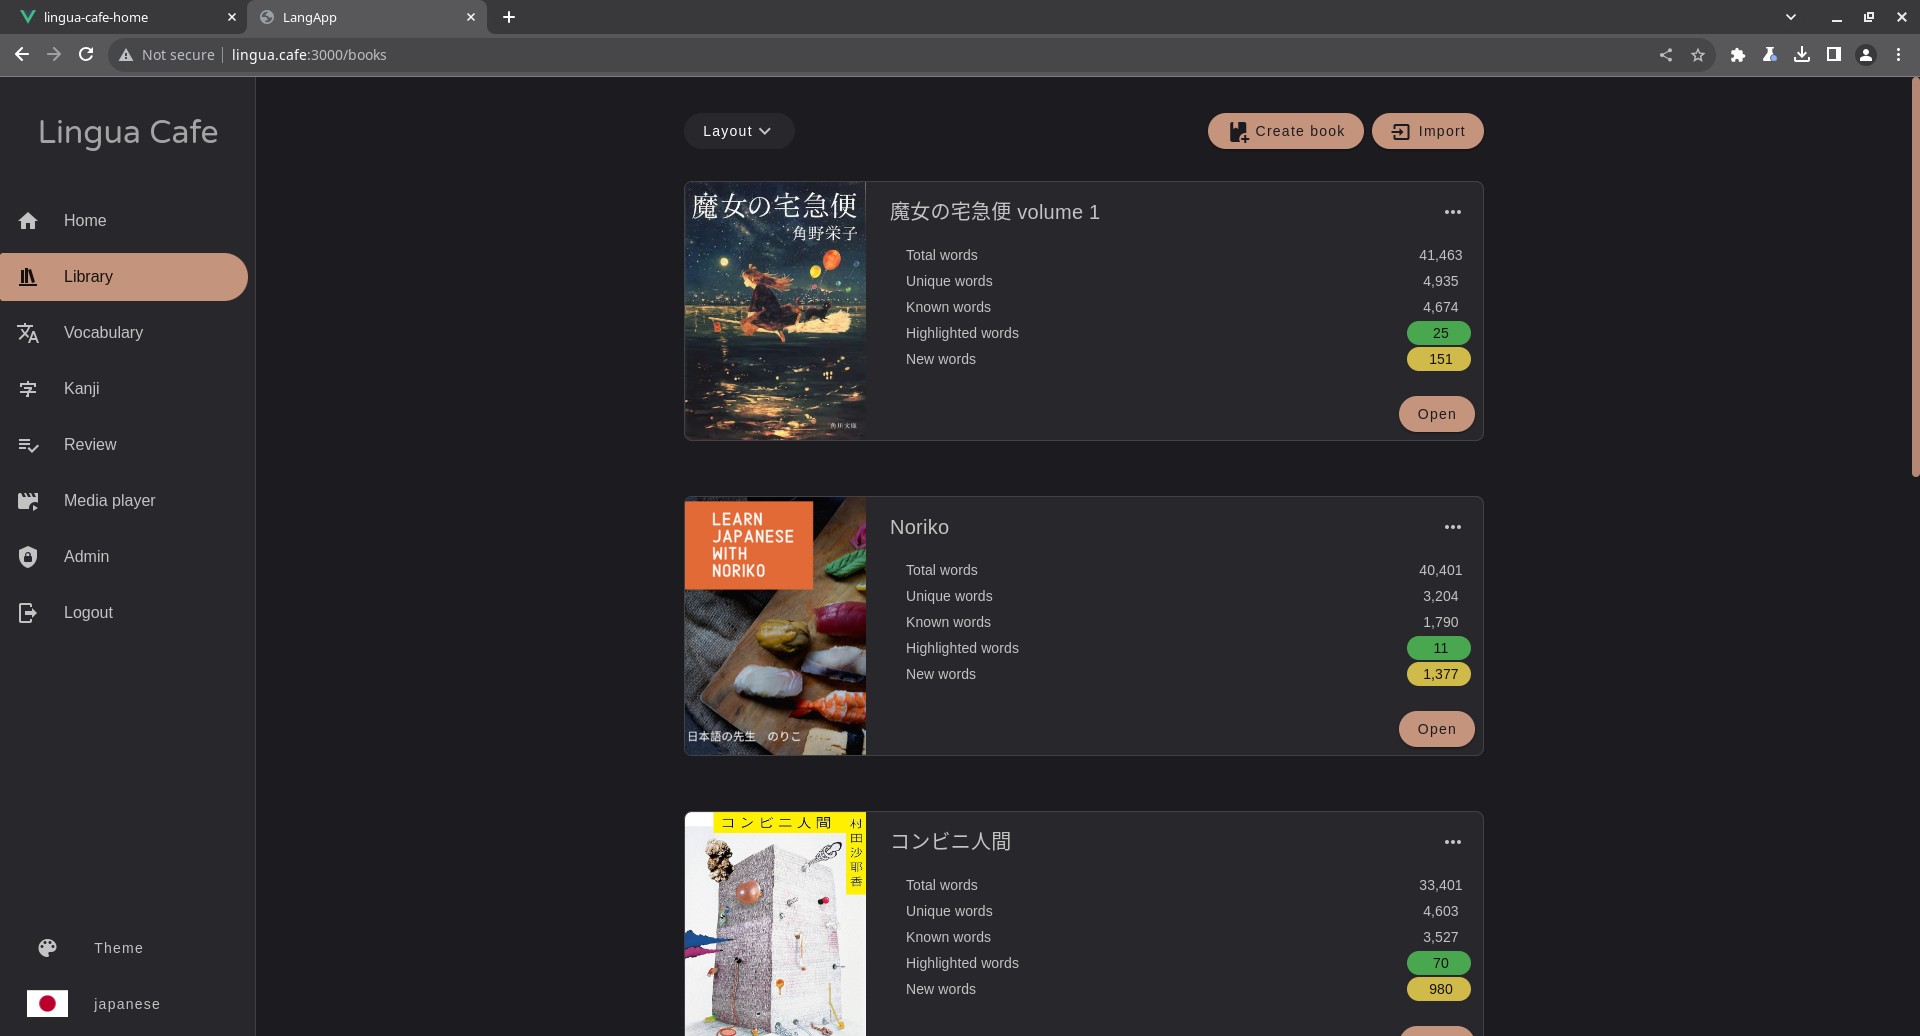 lingua-cafe-home
LangApp
Not secure
lingua.cafe:3000/books
Lingua Cafe
Home
Library
Vocabulary
Kanji
Review
Media player
Admin
Logout
Theme
japanese
Layout
Create book
Import
魔女の宅急便
角野栄子
角川文庫
魔女の宅急便 volume 1
Total words 41,463
Unique words 4,935
Known words 4,674
Highlighted words 25
New words 151
Open
LEARN
JAPANESE
WITH
NORIKO
日本語の先生 のりこ
Noriko
Total words 40,401
Unique words 3,204
Known words 1,790
Highlighted words 11
New words 1,377
Open
コンビニ人間
村田沙耶香
コンビニ人間
Total words 33,401
Unique words 4,603
Known words 3,527
Highlighted words 70
New words 980